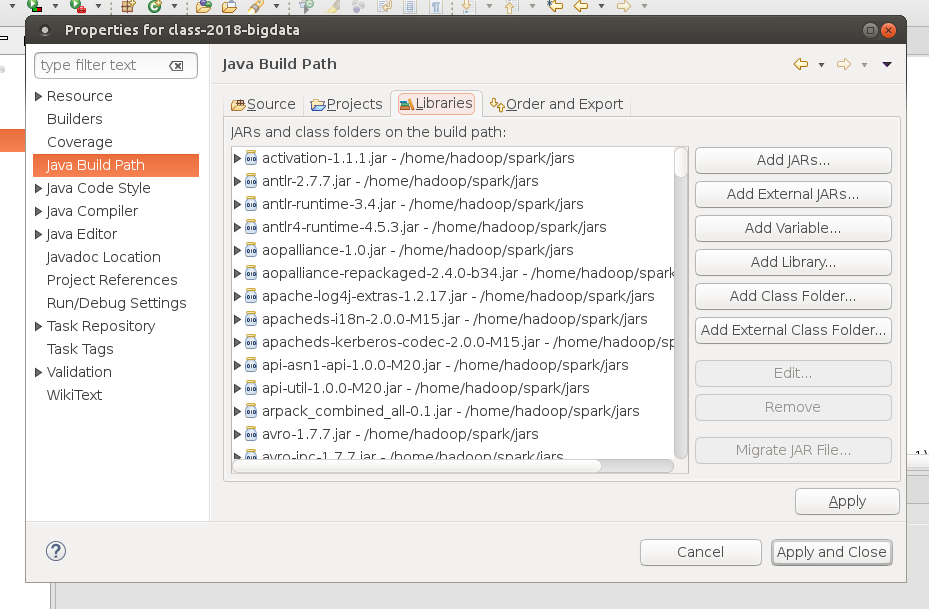 Properties for class-2018-bigdata
type filter text
Resource
Builders
Coverage
Java Build Path
Java Code Style
Java Compiler
Java Editor
Javadoc Location
Project References
Run/Debug Settings
Task Repository
Task Tags
Validation
WikiText
Java Build Path
Source
Projects
Libraries
Order and Export
JARs and class folders on the build path:
activation-1.1.1.jar - /home/hadoop/spark/jars
antlr-2.7.7.jar - /home/hadoop/spark/jars
antlr-runtime-3.4.jar - /home/hadoop/spark/jars
antlr4-runtime-4.5.3.jar - /home/hadoop/spark/jars
aopalliance-1.0.jar - /home/hadoop/spark/jars
aopalliance-repackaged-2.4.0-b34.jar - /home/hadoop/spark
apache-log4j-extras-1.2.17.jar - /home/hadoop/spark/jars
apacheds-i18n-2.0.0-M15.jar - /home/hadoop/spark/jars
apacheds-kerberos-codec-2.0.0-M15.jar - /home/hadoop/sp
api-asn1-api-1.0.0-M20.jar - /home/hadoop/spark/jars
api-util-1.0.0-M20.jar - /home/hadoop/spark/jars
arpack_combined_all-0.1.jar - /home/hadoop/spark/jars
avro-1.7.7.jar - /home/hadoop/spark/jars
avro-ipc-1.7.7.jar - /home/hadoop/spark/jars
Add JARs...
Add External JARs...
Add Variable...
Add Library...
Add Class Folder...
Add External Class Folder...
Edit...
Remove
Migrate JAR File...
Apply
Cancel
Apply and Close